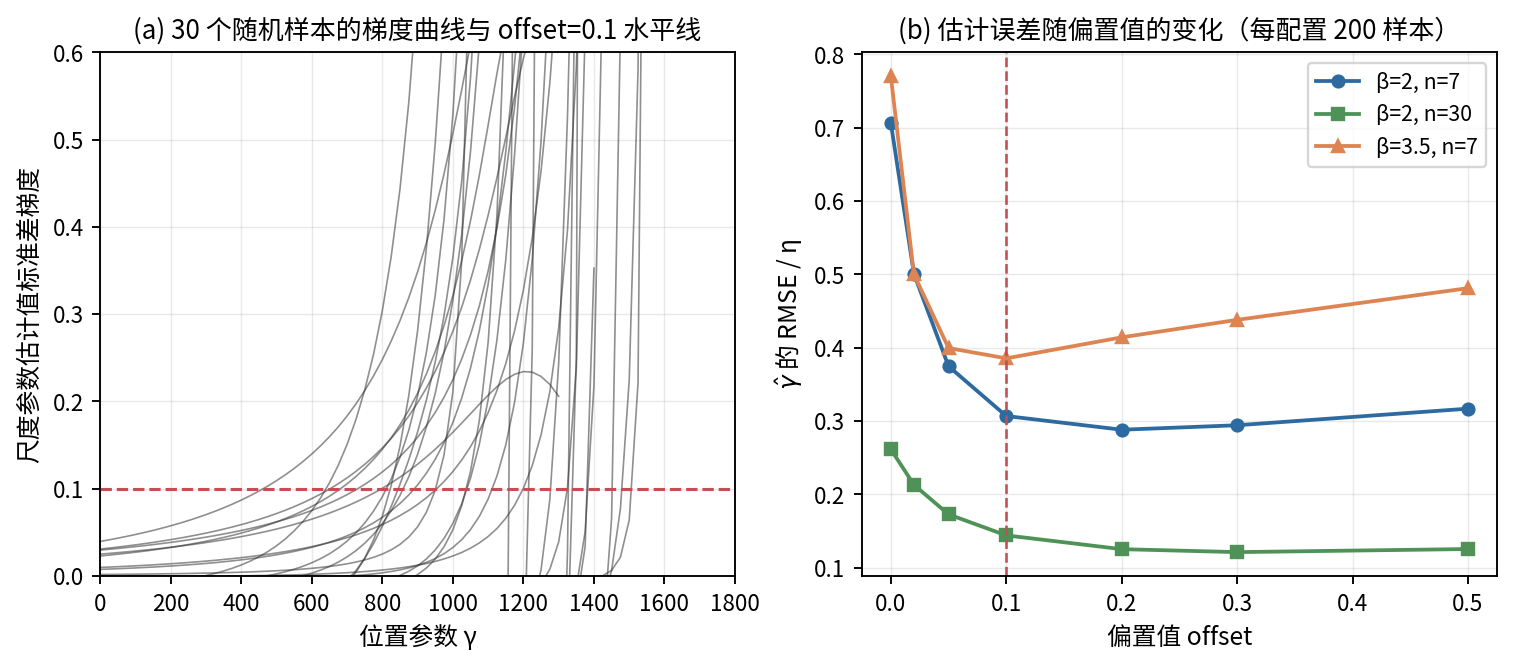 (a) 30 个随机样本的梯度曲线与 offset=0.1 水平线
尺度参数估计值标准差梯度
0.6
0.5
0.4
0.3
0.2
0.1
0.0
0 200 400 600 800 1000 1200 1400 1600 1800
位置参数 γ
(b) 估计误差随偏置值的变化（每配置 200 样本）
γ̂ 的 RMSE / η
0.8
0.7
0.6
0.5
0.4
0.3
0.2
0.1
β=2, n=7
β=2, n=30
β=3.5, n=7
0.0 0.1 0.2 0.3 0.4 0.5
偏置值 offset